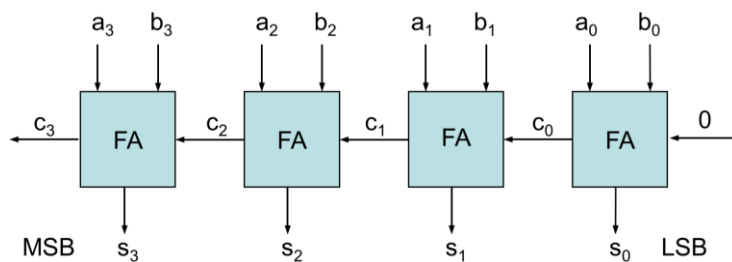 a₃ b₃ a₂ b₂ a₁ b₁ a₀ b₀
c₃ FA c₂ FA c₁ FA c₀ FA 0
MSB s₃ s₂ s₁ s₀ LSB